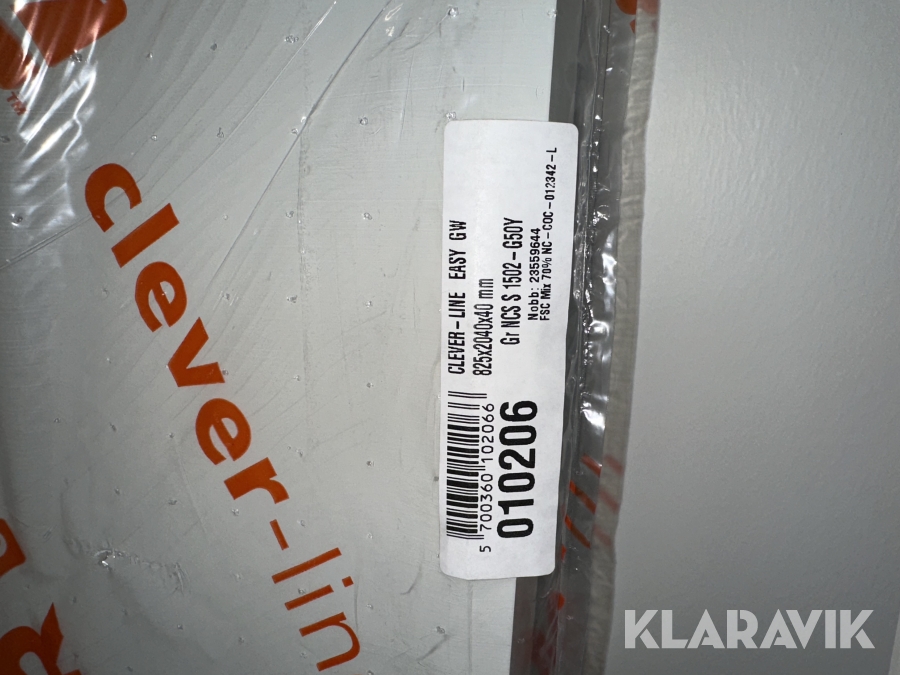 clever-lin
CLEVER-LINE EASY GW
825x2040x40 mm
Gr NCS S 1502-G50Y
Nobb: 23559644
FSC Mix 70% NC-COC-012342-L
5 700360 102066
010206
TM
KLARAVIK